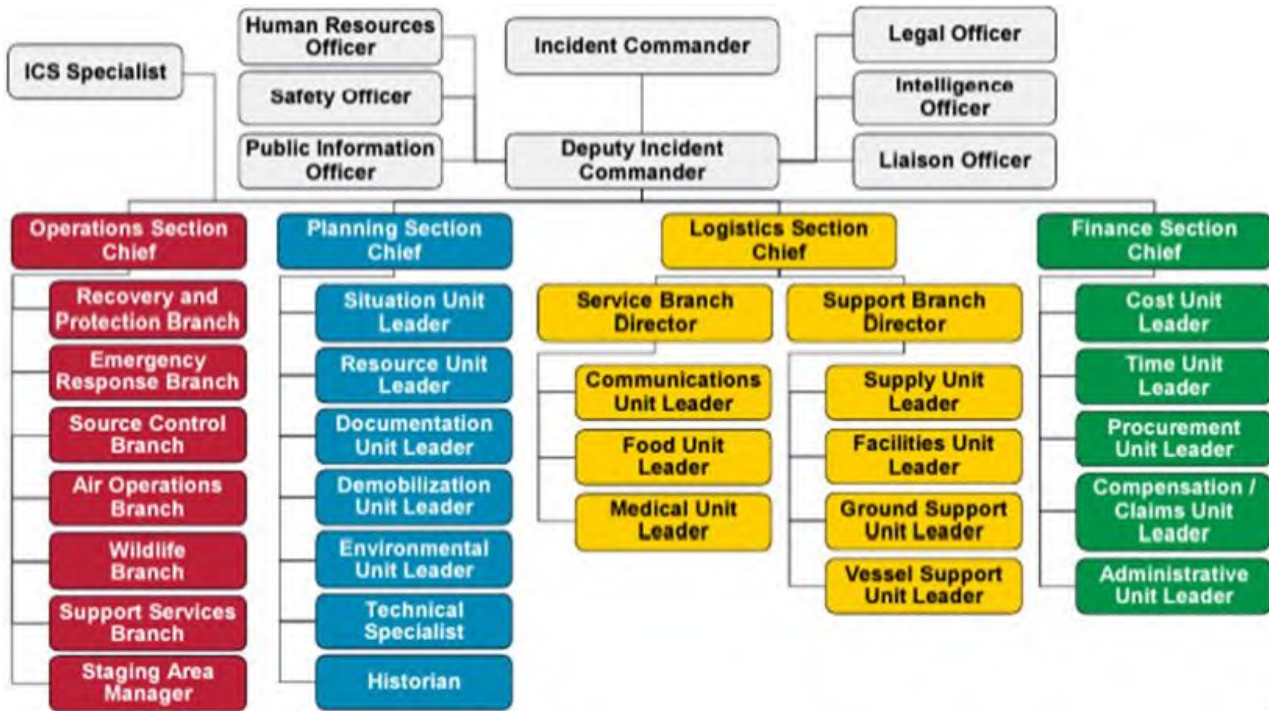 Human Resources
Officer
Incident Commander
Legal Officer
ICS Specialist
Safety Officer
Intelligence
Officer
Public Information
Officer
Deputy Incident
Commander
Liaison Officer
Operations Section
Chief
Planning Section
Chief
Logistics Section
Chief
Finance Section
Chief
Recovery and
Protection Branch
Emergency
Response Branch
Source Control
Branch
Air Operations
Branch
Wildlife
Branch
Support Services
Branch
Staging Area
Manager
Situation Unit
Leader
Resource Unit
Leader
Documentation
Unit Leader
Demobilization
Unit Leader
Environmental
Unit Leader
Technical
Specialist
Historian
Service Branch
Director
Communications
Unit Leader
Food Unit
Leader
Medical Unit
Leader
Support Branch
Director
Supply Unit
Leader
Facilities Unit
Leader
Ground Support
Unit Leader
Vessel Support
Unit Leader
Cost Unit
Leader
Time Unit
Leader
Procurement
Unit Leader
Compensation /
Claims Unit
Leader
Administrative
Unit Leader